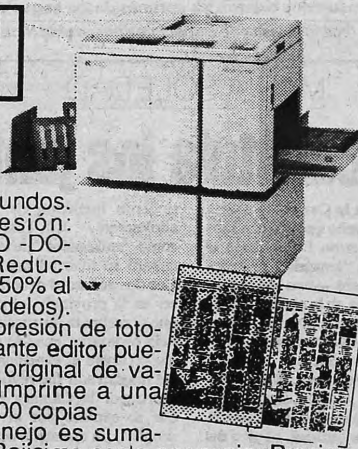 undos.
esión:
O -DO-
Reduc-
50% al
delos).
presión de foto-
ante editor pue-
original de va-
Imprime a una
00 copias
nejo es suma-